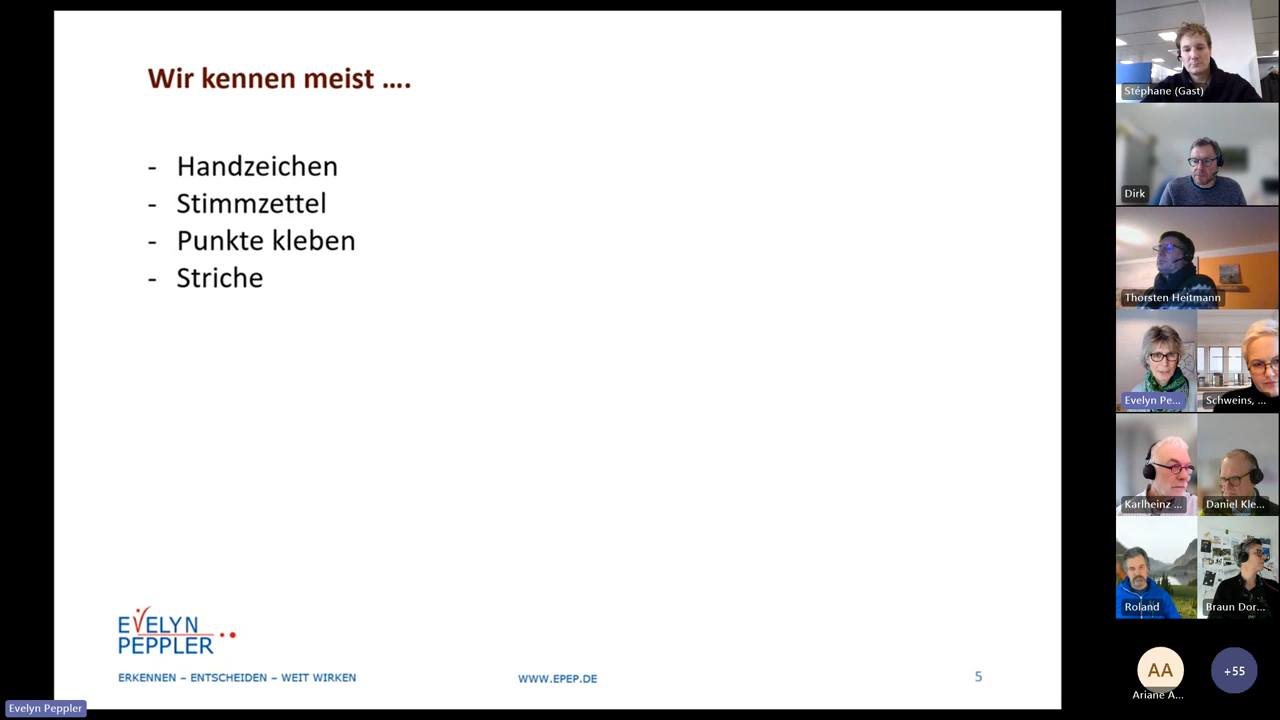 Wir kennen meist ....
- Handzeichen
- Stimmzettel
- Punkte kleben
- Striche
EVELYN
PEPPLER
ERKENNEN – ENTSCHEIDEN – WEIT WIRKEN
WWW.EPEP.DE
5
Evelyn Peppler
Stéphane (Gast)
Dirk
Thorsten Heitmann
Evelyn Pe...
Schweins, ...
Karlheinz ...
Daniel Kle...
Roland
Braun Dor...
AA
Ariane A...
+55